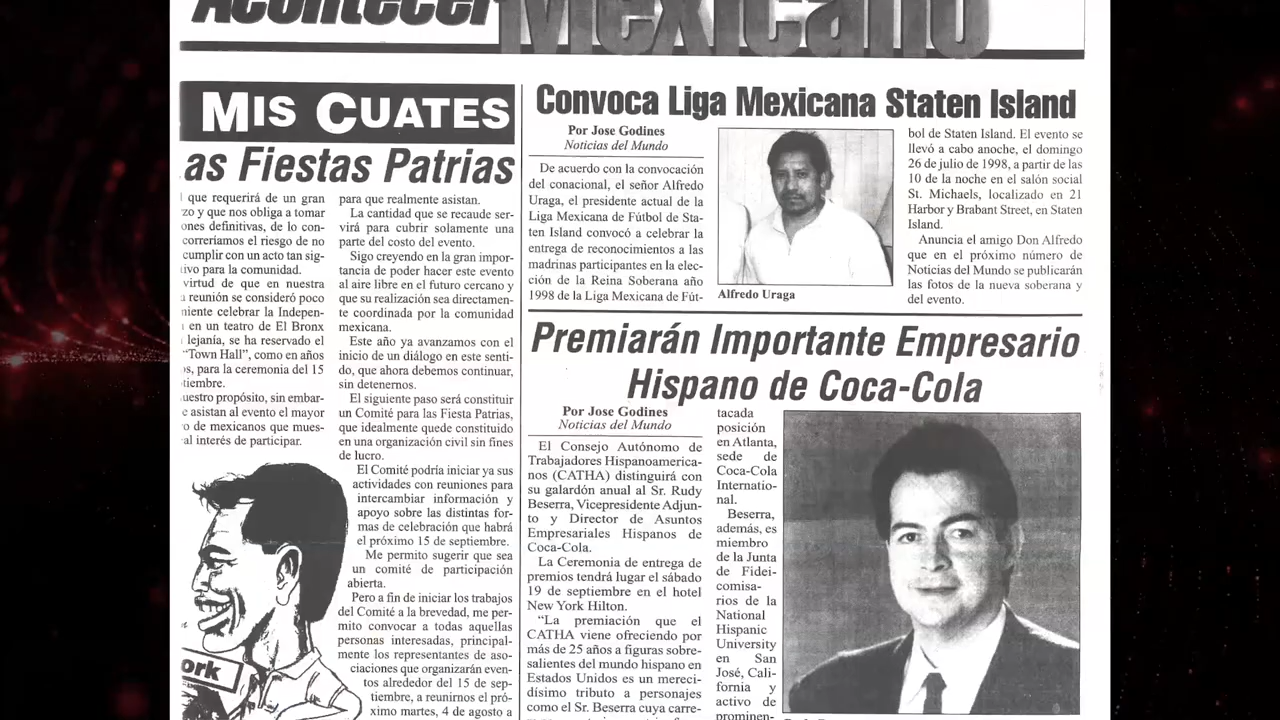 Acontecer Mexicano
MIS CUATES
as Fiestas Patrias
que requerirá de un gran
zo y que nos obliga a tomar
ones definitivas, de lo con-
correríamos el riesgo de no
cumplir con un acto tan sig-
ivo para la comunidad.
virtud de que en nuestra
a reunión se consideró poco
niente celebrar la Indepen-
en un teatro de El Bronx
lejanía, se ha reservado el
"Town Hall", como en años
os, para la ceremonia del 15
tiembre.
uestro propósito, sin embar-
e asistan al evento el mayor
o de mexicanos que mues-
al interés de participar.
para que realmente asistan.
La cantidad que se recaude ser-
virá para cubrir solamente una
parte del costo del evento.
Sigo creyendo en la gran impor-
tancia de poder hacer este evento
al aire libre en el futuro cercano y
que su realización sea directamen-
te coordinada por la comunidad
mexicana.
Este año ya avanzamos con el
inicio de un diálogo en este senti-
do, que ahora debemos continuar,
sin detenernos.
El siguiente paso será constituir
un Comité para las Fiesta Patrias,
que idealmente quede constituido
en una organización civil sin fines
de lucro.
El Comité podría iniciar ya sus
actividades con reuniones para
intercambiar información y
apoyo sobre las distintas for-
mas de celebración que habrá
el próximo 15 de septiembre.
Me permito sugerir que sea
un comité de participación
abierta.
Pero a fin de iniciar los trabajos
del Comité a la brevedad, me per-
mito convocar a todas aquellas
personas interesadas, principal-
mente los representantes de aso-
ciaciones que organizarán even-
tos alrededor del 15 de sep-
tiembre, a reunirnos el pró-
ximo martes, 4 de agosto a
ork
Convoca Liga Mexicana Staten Island
Por Jose Godines
Noticias del Mundo
De acuerdo con la convocación
del conacional, el señor Alfredo
Uraga, el presidente actual de la
Liga Mexicana de Fútbol de Sta-
ten Island convocó a celebrar la
entrega de reconocimientos a las
madrinas participantes en la elec-
ción de la Reina Soberana año
1998 de la Liga Mexicana de Fút-
Alfredo Uraga
bol de Staten Island. El evento se
llevó a cabo anoche, el domingo
26 de julio de 1998, a partir de las
10 de la noche en el salón social
St. Michaels, localizado en 21
Harbor y Brabant Street, en Staten
Island.
Anuncia el amigo Don Alfredo
que en el próximo número de
Noticias del Mundo se publicarán
las fotos de la nueva soberana y
del evento.
Premiarán Importante Empresario
Hispano de Coca-Cola
Por Jose Godines
Noticias del Mundo
El Consejo Autónomo de
Trabajadores Hispanoamerica-
nos (CATHA) distinguirá con
su galardón anual al Sr. Rudy
Beserra, Vicepresidente Adjun-
to y Director de Asuntos
Empresariales Hispanos de
Coca-Cola.
La Ceremonia de entrega de
premios tendrá lugar el sábado
19 de septiembre en el hotel
New York Hilton.
"La premiación que el
CATHA viene ofreciendo por
más de 25 años a figuras sobre-
salientes del mundo hispano en
Estados Unidos es un mereci-
dísimo tributo a personajes
como el Sr. Beserra cuya carre-
tacada
posición
en Atlanta,
sede de
Coca-Cola
Internatio-
nal.
Beserra,
además, es
miembro
de la Junta
de Fidei-
comisa-
rios de la
National
Hispanic
University
en San
José, Cali-
fornia y
activo de
prominen-